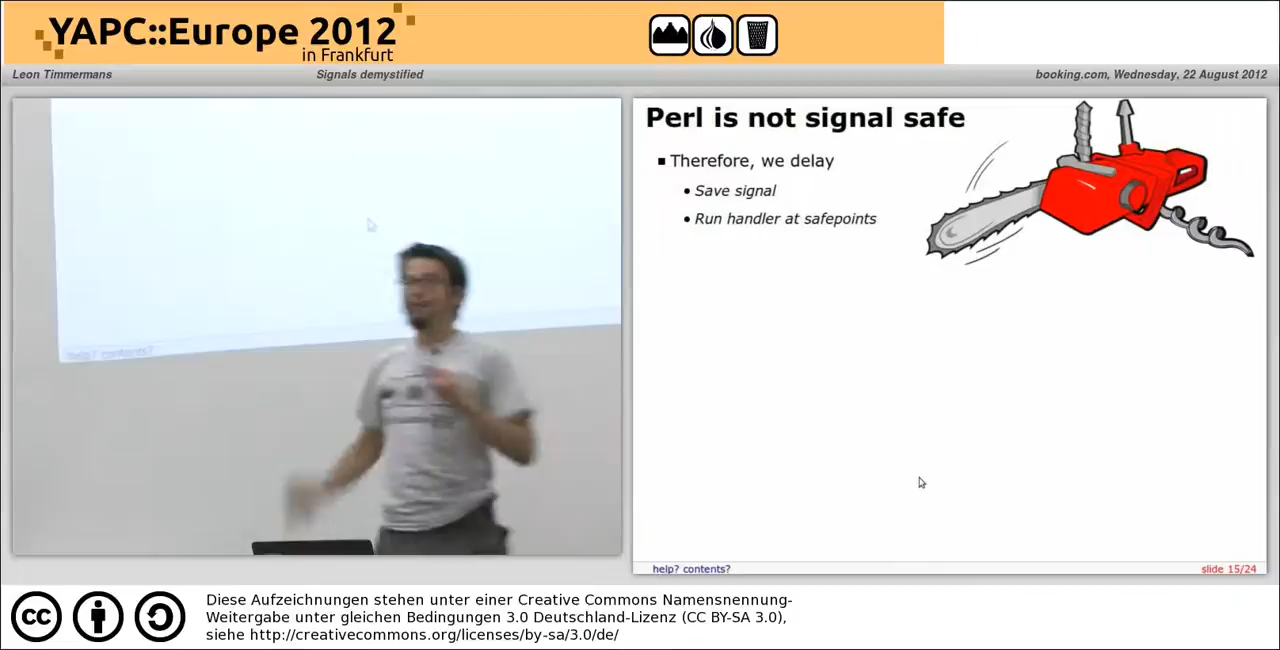 YAPC::Europe 2012
in Frankfurt
Leon Timmermans
Signals demystified
booking.com, Wednesday, 22 August 2012
help? contents?
Perl is not signal safe
Therefore, we delay
Save signal
Run handler at safepoints
help? contents?
slide 15/24
cc
Diese Aufzeichnungen stehen unter einer Creative Commons Namensnennung-
Weitergabe unter gleichen Bedingungen 3.0 Deutschland-Lizenz (CC BY-SA 3.0),
siehe http://creativecommons.org/licenses/by-sa/3.0/de/